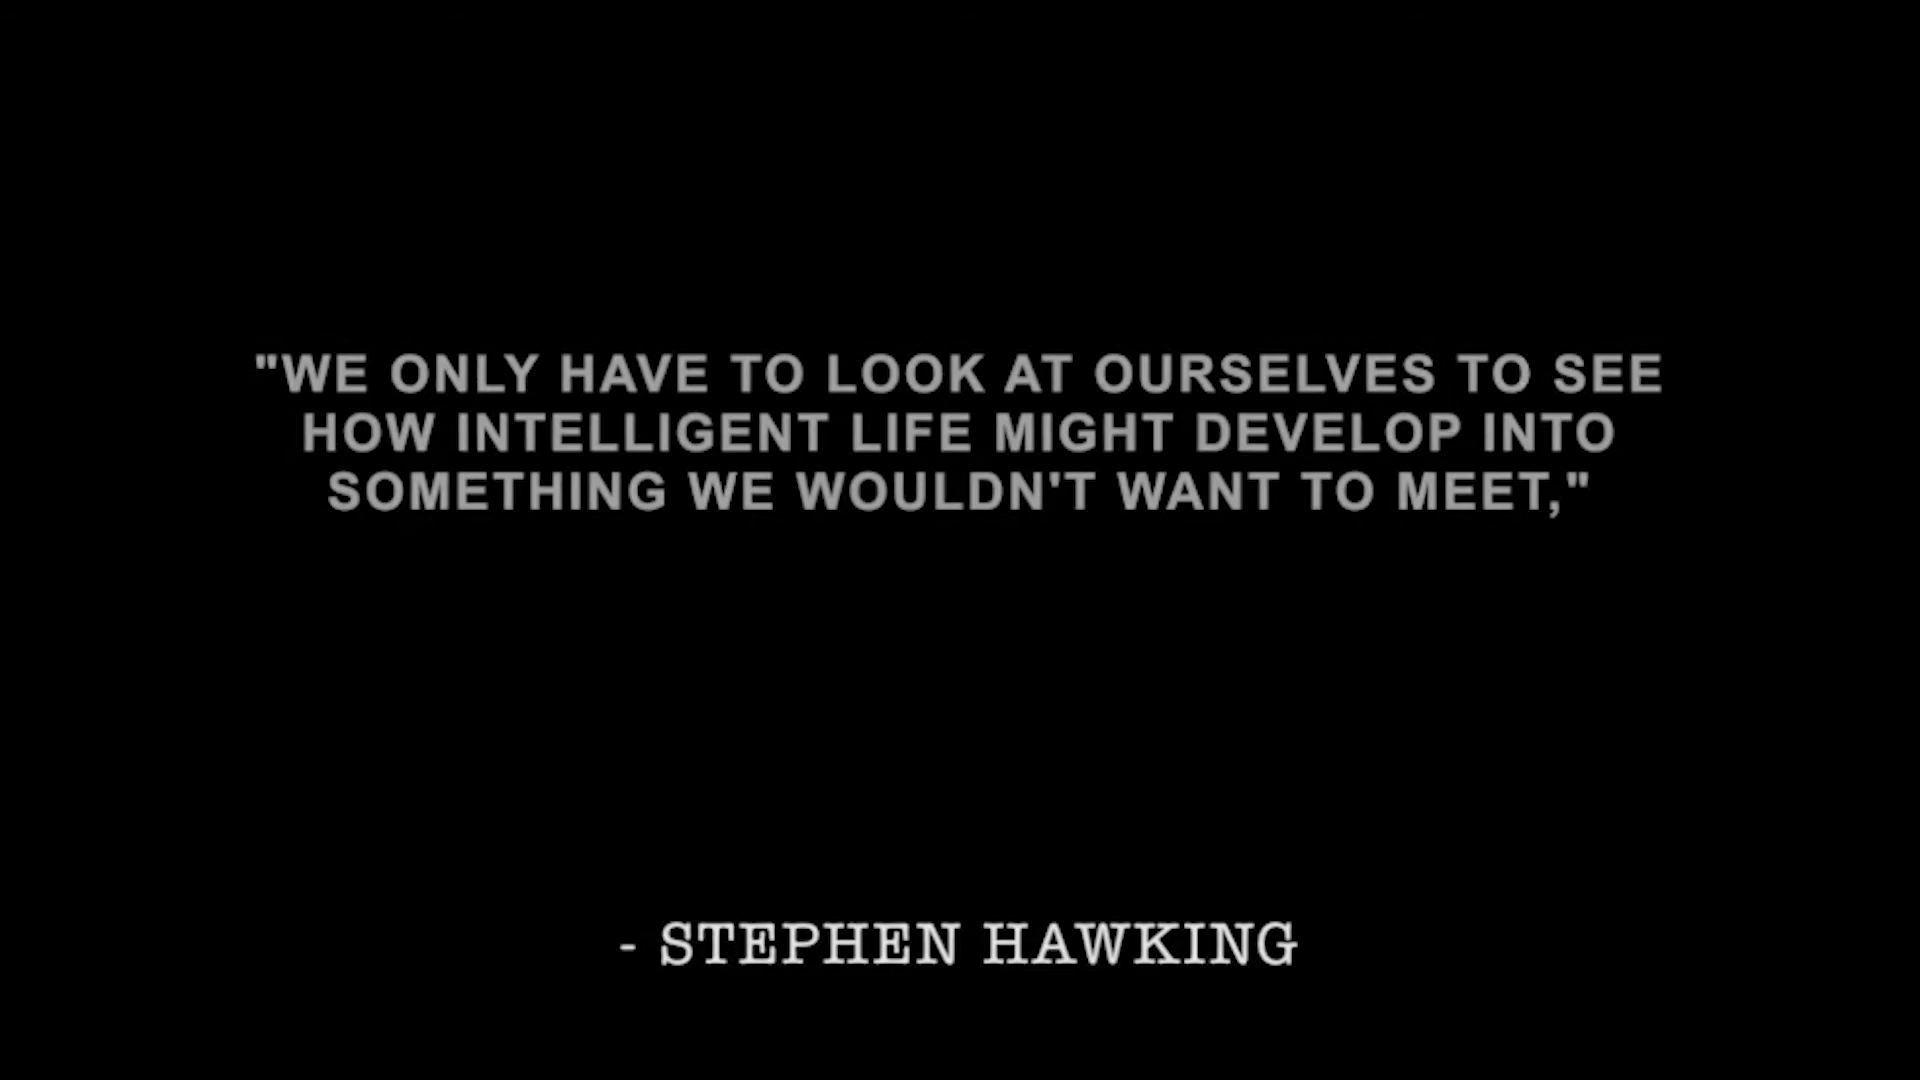 "WE ONLY HAVE TO LOOK AT OURSELVES TO SEE
HOW INTELLIGENT LIFE MIGHT DEVELOP INTO
SOMETHING WE WOULDN'T WANT TO MEET,"
- STEPHEN HAWKING